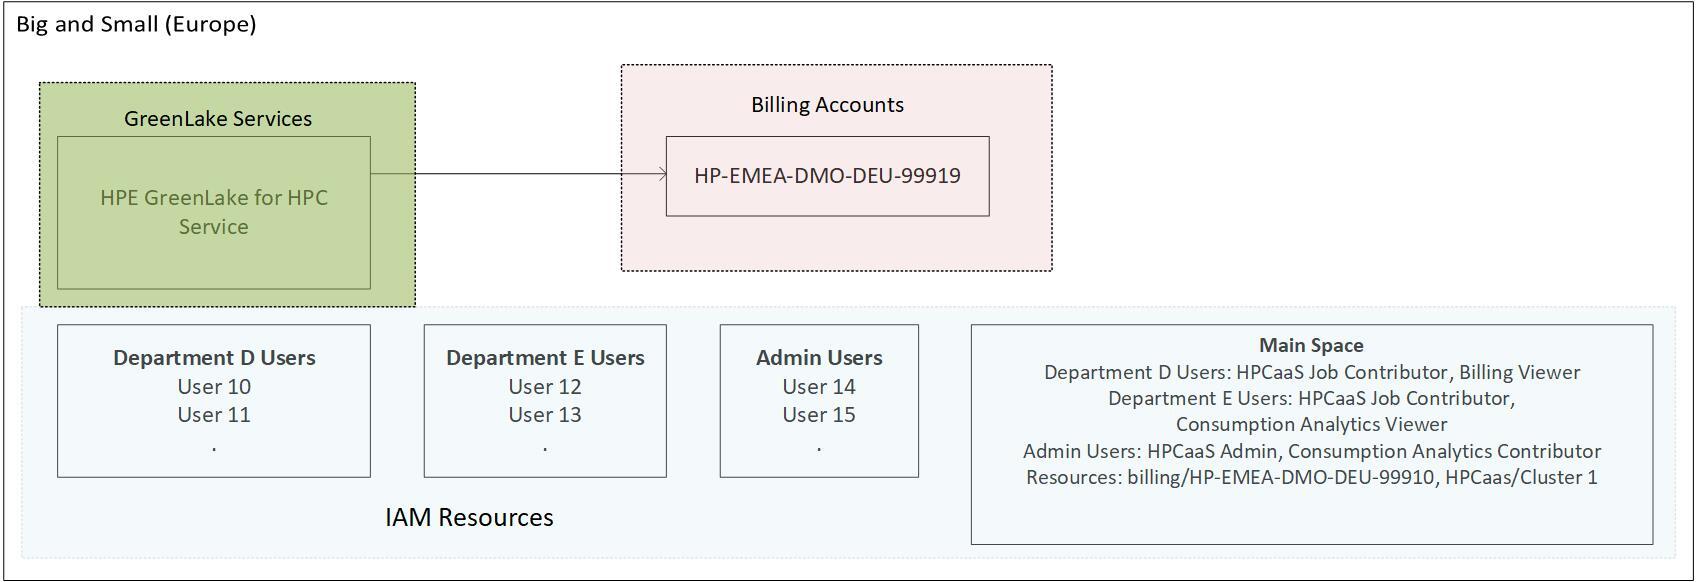 Big and Small (Europe)
GreenLake Services
HPE GreenLake for HPC
Service
Billing Accounts
HP-EMEA-DMO-DEU-99919
Department D Users
User 10
User 11
.
Department E Users
User 12
User 13
.
Admin Users
User 14
User 15
.
Main Space
Department D Users: HPCaaS Job Contributor, Billing Viewer
Department E Users: HPCaaS Job Contributor,
Consumption Analytics Viewer
Admin Users: HPCaaS Admin, Consumption Analytics Contributor
Resources: billing/HP-EMEA-DMO-DEU-99910, HPCaas/Cluster 1
IAM Resources